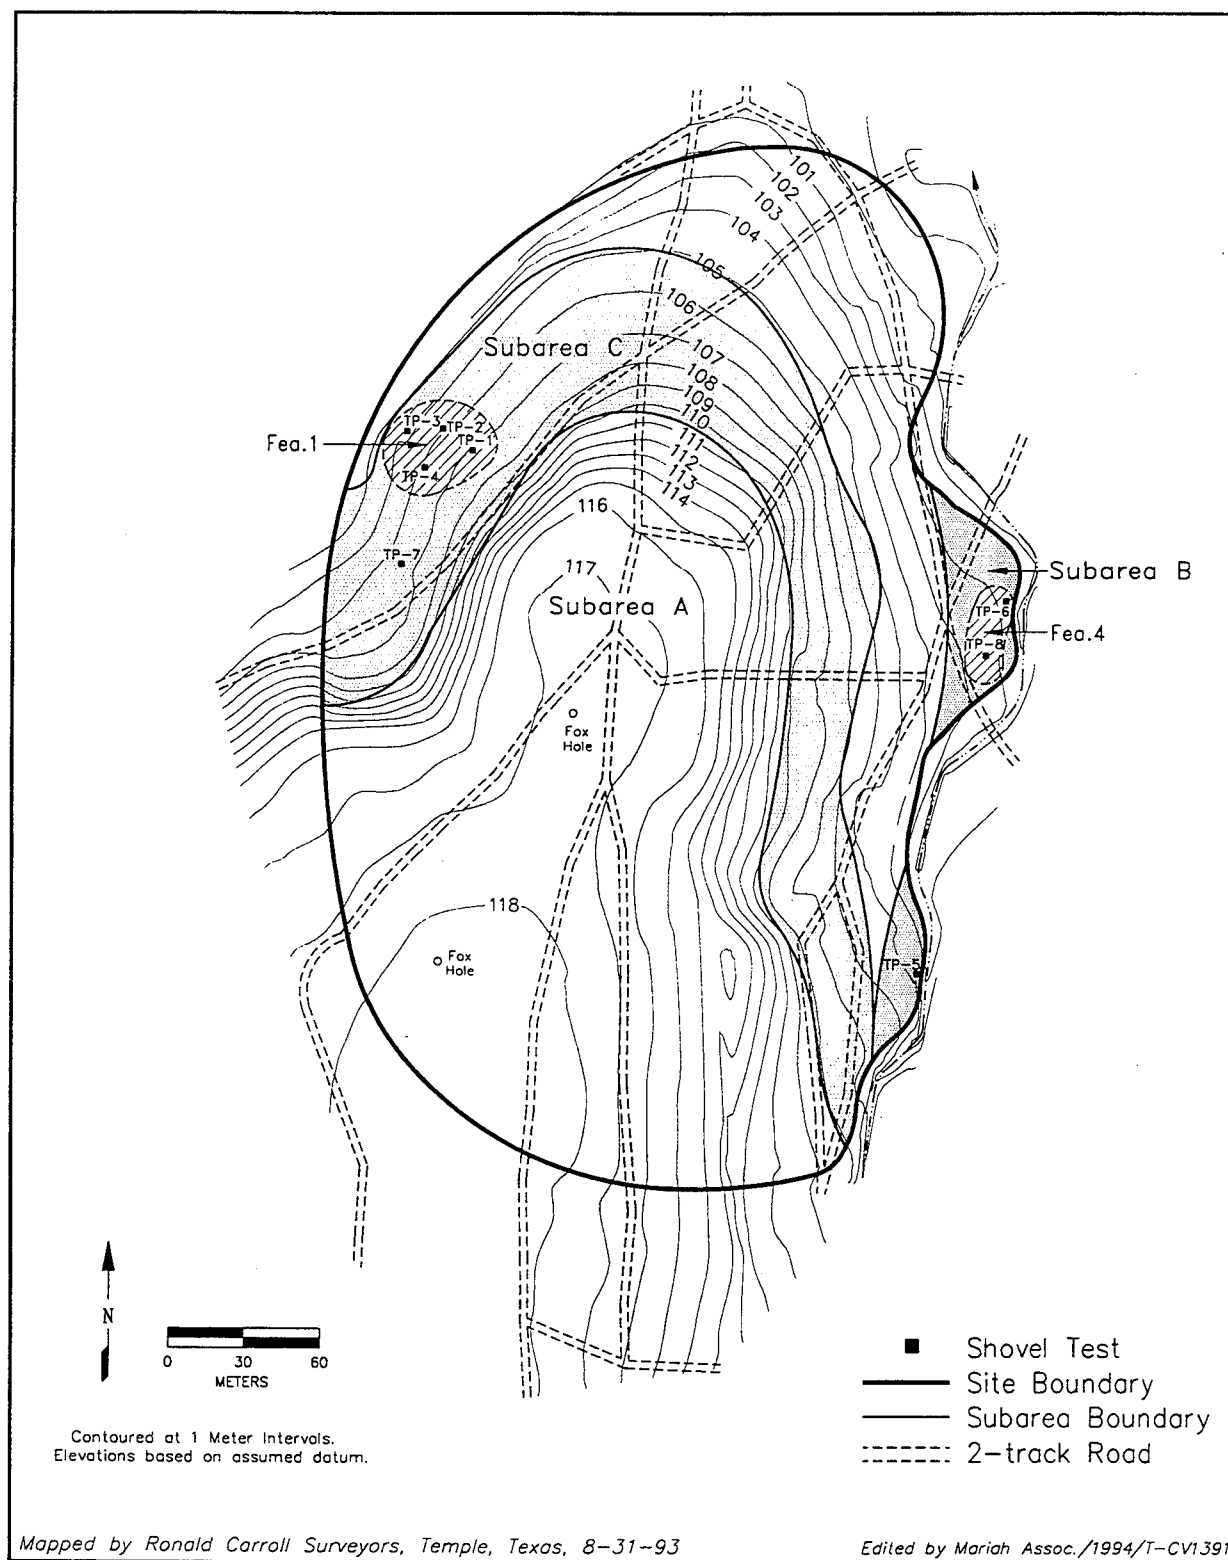 101
102
103
104
105
106
Subarea C
107
108
109
110
111
112
113
114
TP-3
TP-2
Fea.1
TP-1
TP-4
116
TP-7
117
Subarea B
Subarea A
TP-6
Fea.4
TP-8
Fox
Hole
118
Fox
Hole
TP-5
N
0 30 60
METERS
Contoured at 1 Meter Intervals.
Elevations based on assumed datum.
Shovel Test
Site Boundary
Subarea Boundary
2-track Road
Mapped by Ronald Carroll Surveyors, Temple, Texas, 8-31-93
Edited by Mariah Assoc./1994/T-CV1391